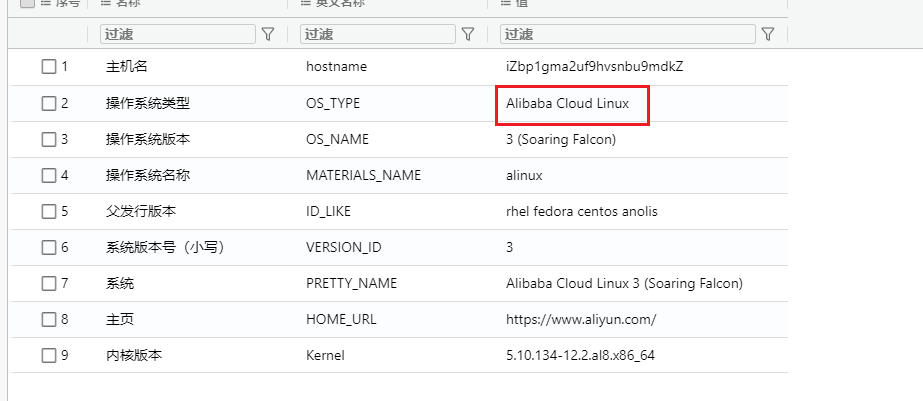 序号 名称 英文名称 值
过滤 过滤 过滤
1 主机名 hostname iZbp1gma2uf9hvsnbu9mdkZ
2 操作系统类型 OS_TYPE Alibaba Cloud Linux
3 操作系统版本 OS_NAME 3 (Soaring Falcon)
4 操作系统名称 MATERIALS_NAME alinux
5 父发行版本 ID_LIKE rhel fedora centos anolis
6 系统版本号（小写） VERSION_ID 3
7 系统 PRETTY_NAME Alibaba Cloud Linux 3 (Soaring Falcon)
8 主页 HOME_URL https://www.aliyun.com/
9 内核版本 Kernel 5.10.134-12.2.al8.x86_64